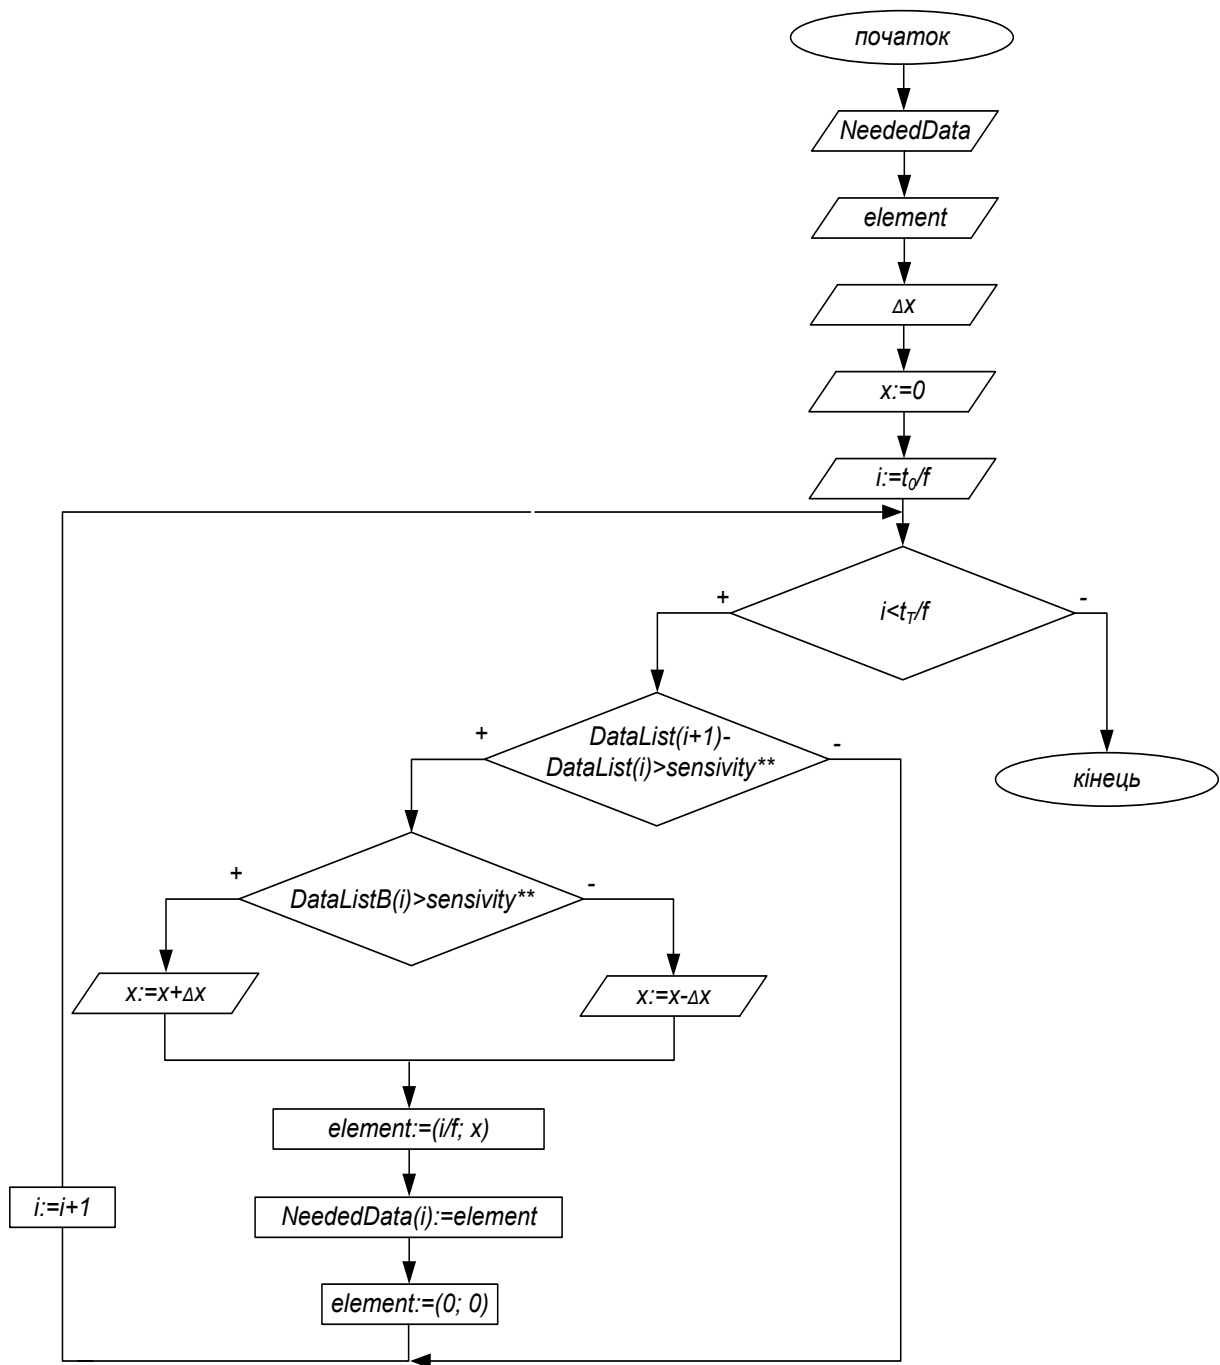 початок
NeededData
element
Δx
x:=0
i:=t₀/f
+
-
i<t_T/f
+
-
DataList(i+1)-
DataList(i)>sensivity**
кінець
+
-
DataListB(i)>sensivity**
x:=x+Δx
x:=x-Δx
element:=(i/f; x)
i:=i+1
NeededData(i):=element
element:=(0; 0)